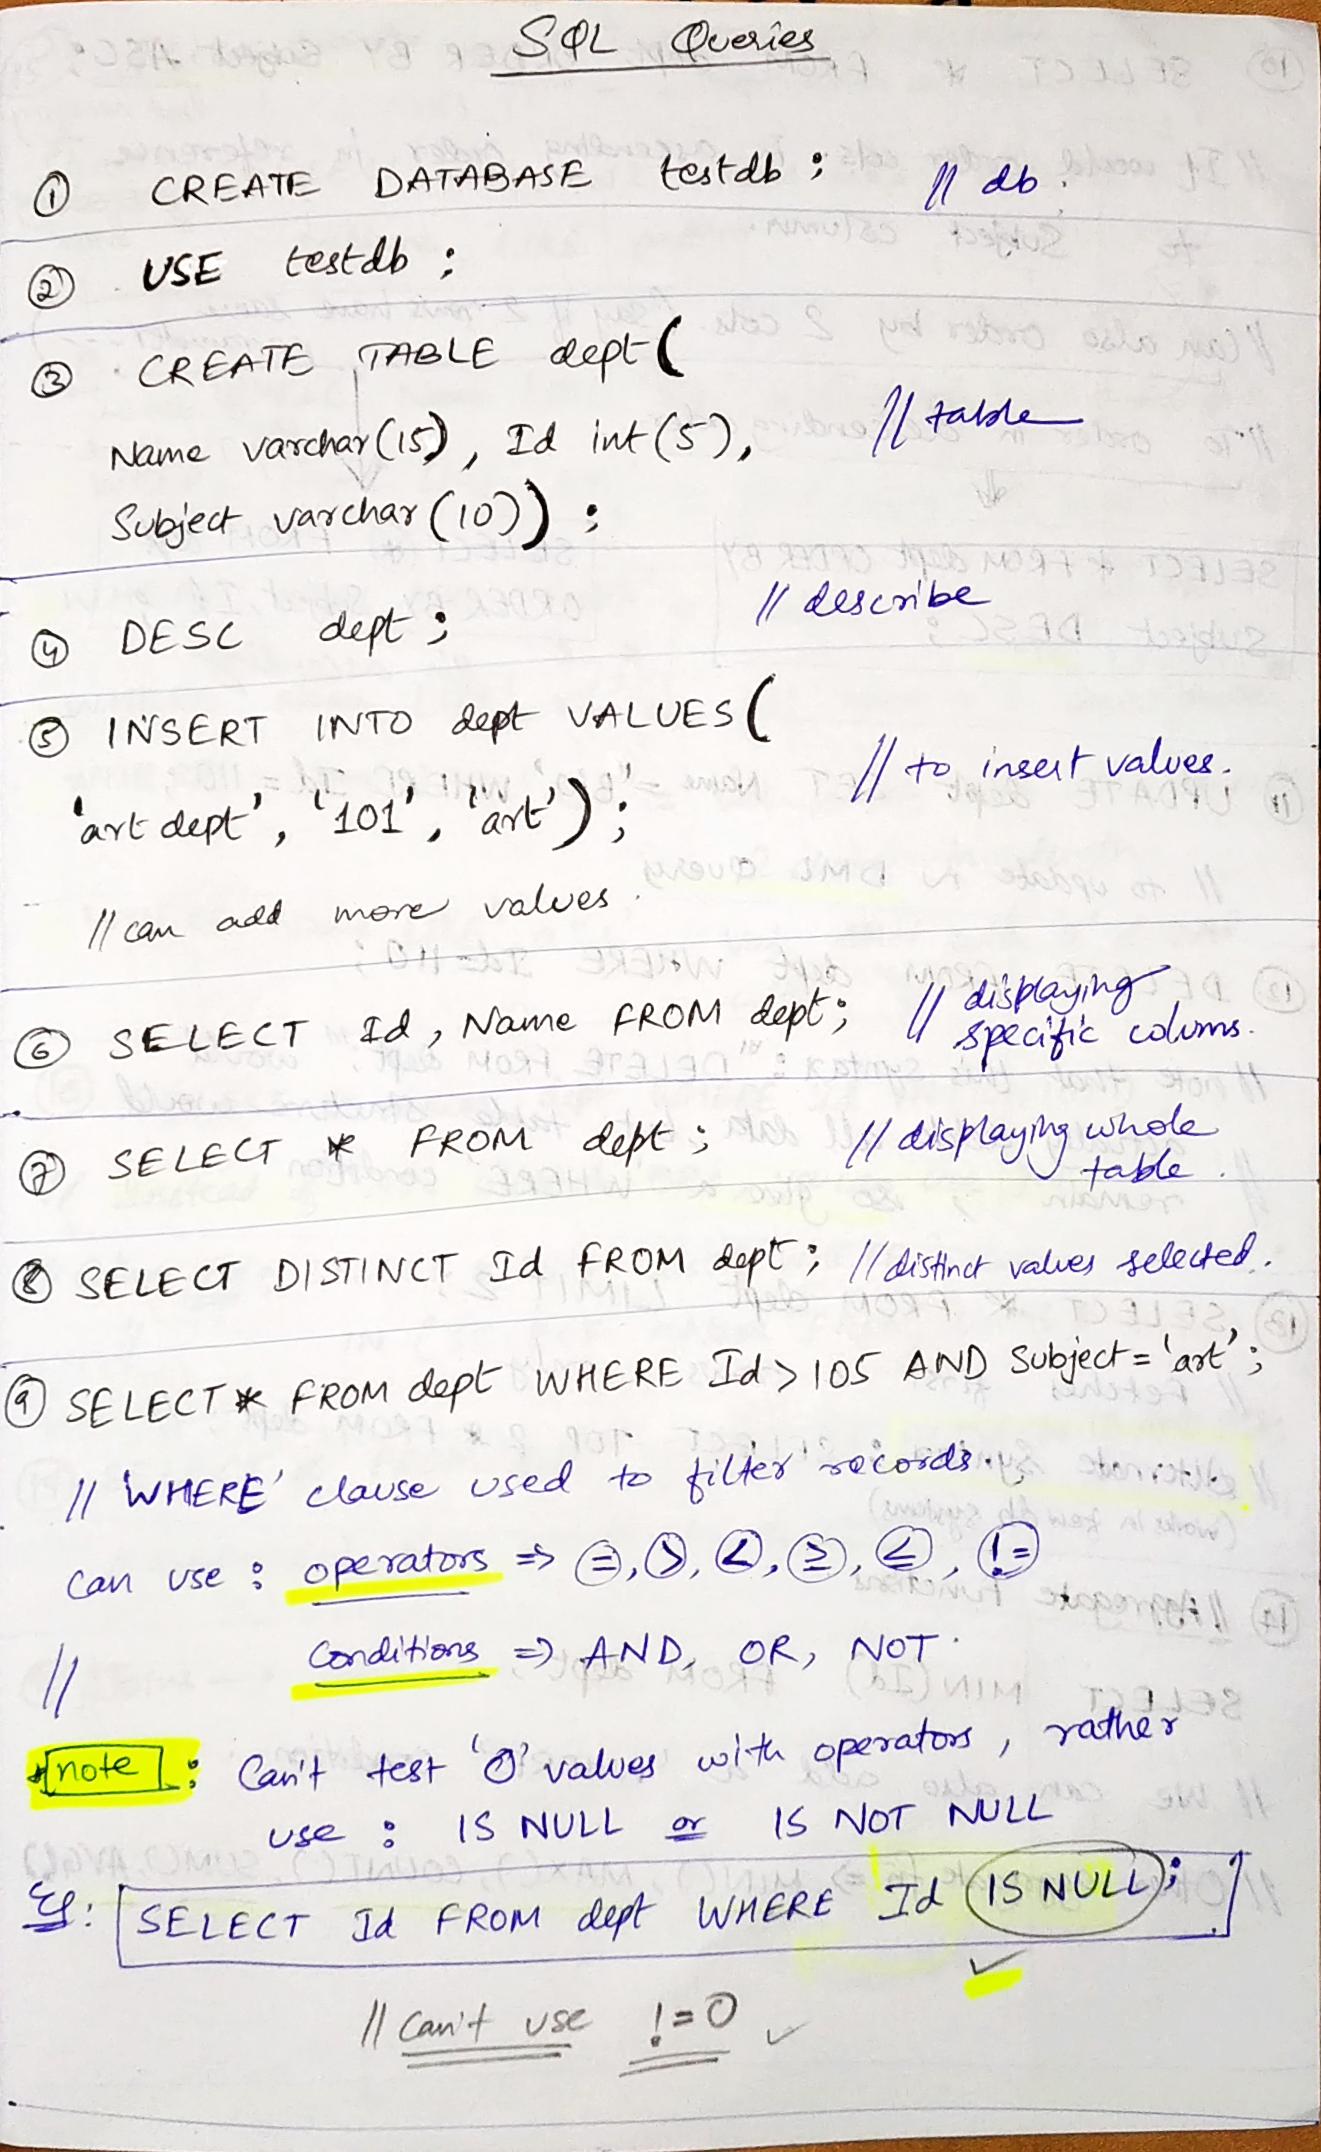 SQL Queries
① CREATE DATABASE testdb ; // db.
② USE testdb ;
③ CREATE TABLE dept(
Name varchar(15), Id int(5), // table
Subject varchar(10)) ;
④ DESC dept ; // describe
⑤ INSERT INTO dept VALUES(
'art dept', '101', 'art') ; // to insert values.
// can add more values.
⑥ SELECT Id, Name FROM dept; // displaying
specific colums.
⑦ SELECT * FROM dept ; // displaying whole
table.
⑧ SELECT DISTINCT Id FROM dept ; // distinct values selected.
⑨ SELECT * FROM dept WHERE Id > 105 AND Subject = 'art' ;
// 'WHERE' clause used to filter records.
can use : operators ⇒ =, >, <, ≥, ≤, !=
// Conditions ⇒ AND, OR, NOT.
note : Can't test '0' values with operators, rather
use : IS NULL or IS NOT NULL
Eg: [SELECT Id FROM dept WHERE Id IS NULL ; ]
✓
// Can't use != 0 ✓